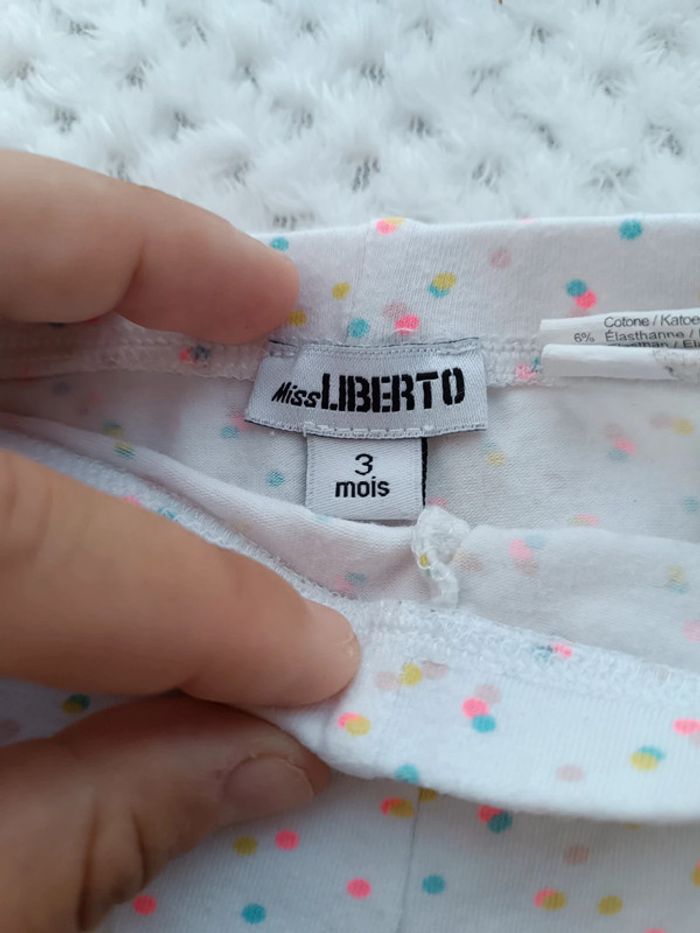 Miss LIBERTO
3
mois
Cotone / Katoe
6% Élasthanne